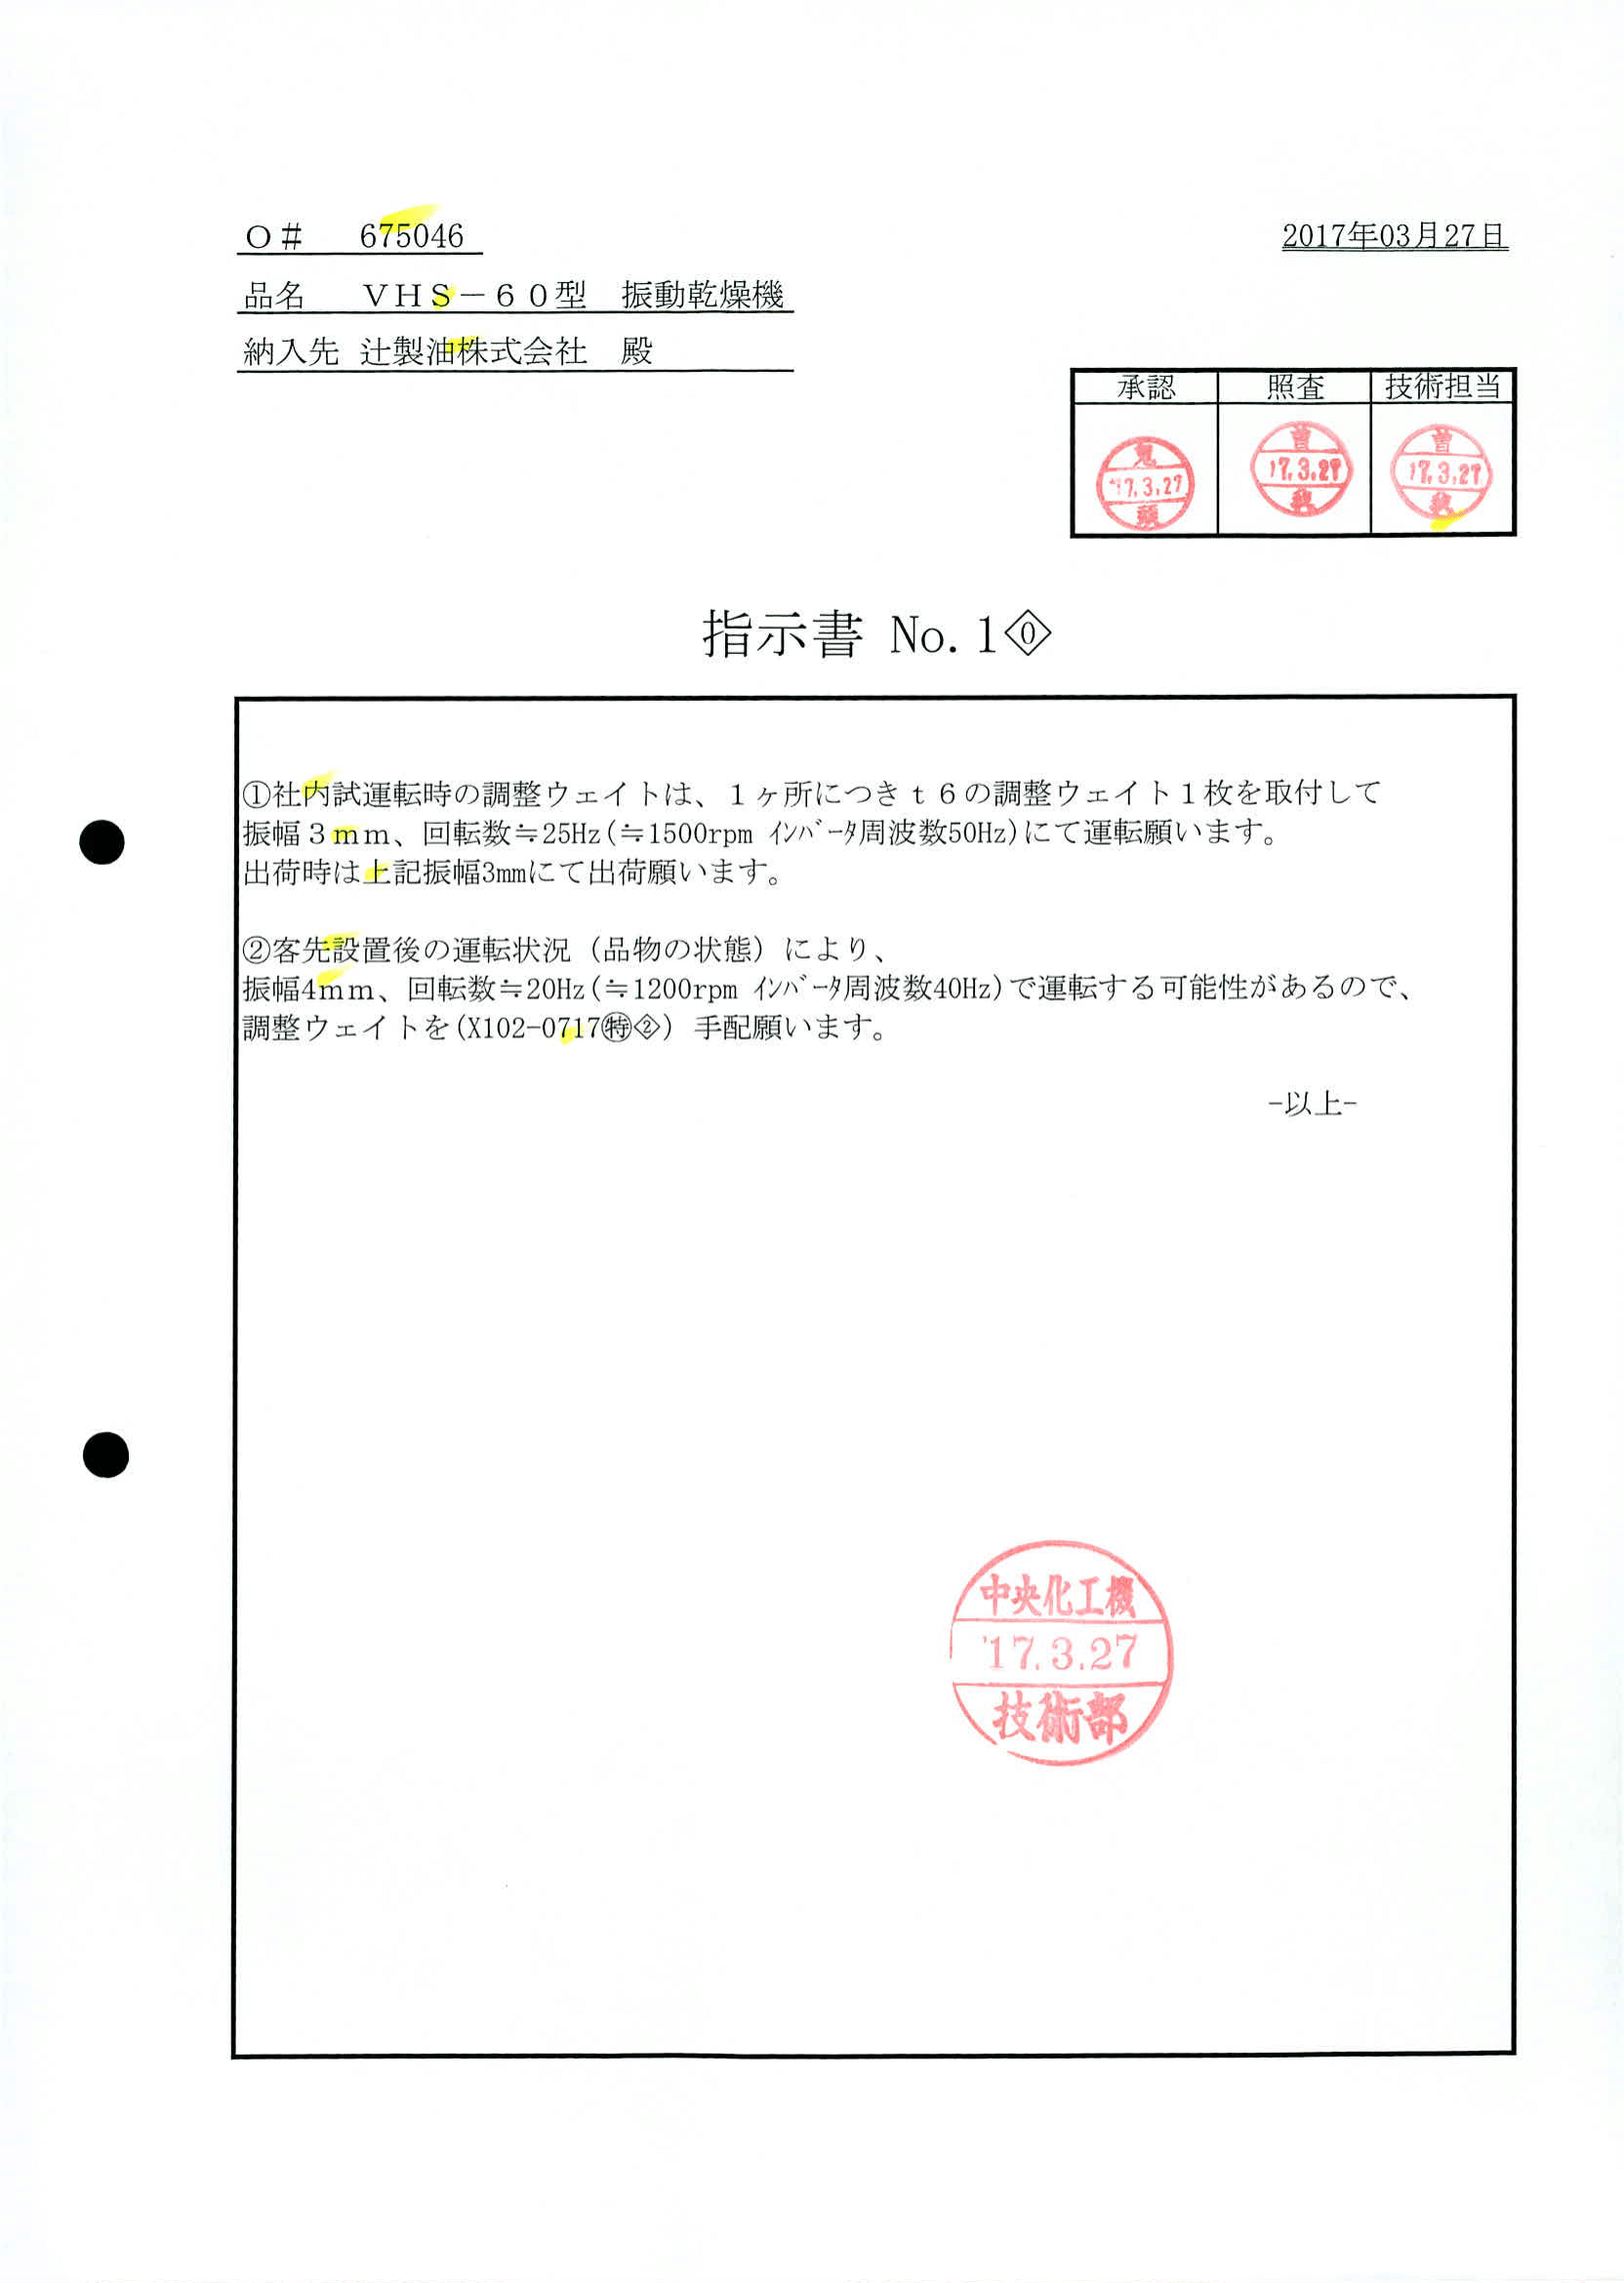 Ｏ＃ 675046
2017年03月27日
品名 ＶＨＳ－６０型 振動乾燥機
納入先 辻製油株式会社 殿
承認 照査 技術担当
'17.3.27
17.3.27
17.3.27
指示書 No.1◇0
①社内試運転時の調整ウェイトは、１ヶ所につきｔ６の調整ウェイト１枚を取付して
振幅３ｍｍ、回転数≒25Hz(≒1500rpm ｲﾝﾊﾞｰﾀ周波数50Hz)にて運転願います。
出荷時は上記振幅3mmにて出荷願います。
②客先設置後の運転状況（品物の状態）により、
振幅4ｍｍ、回転数≒20Hz(≒1200rpm ｲﾝﾊﾞｰﾀ周波数40Hz)で運転する可能性があるので、
調整ウェイトを(X102-0717㊕◇2) 手配願います。
-以上-
中央化工機
'17.3.27
技術部